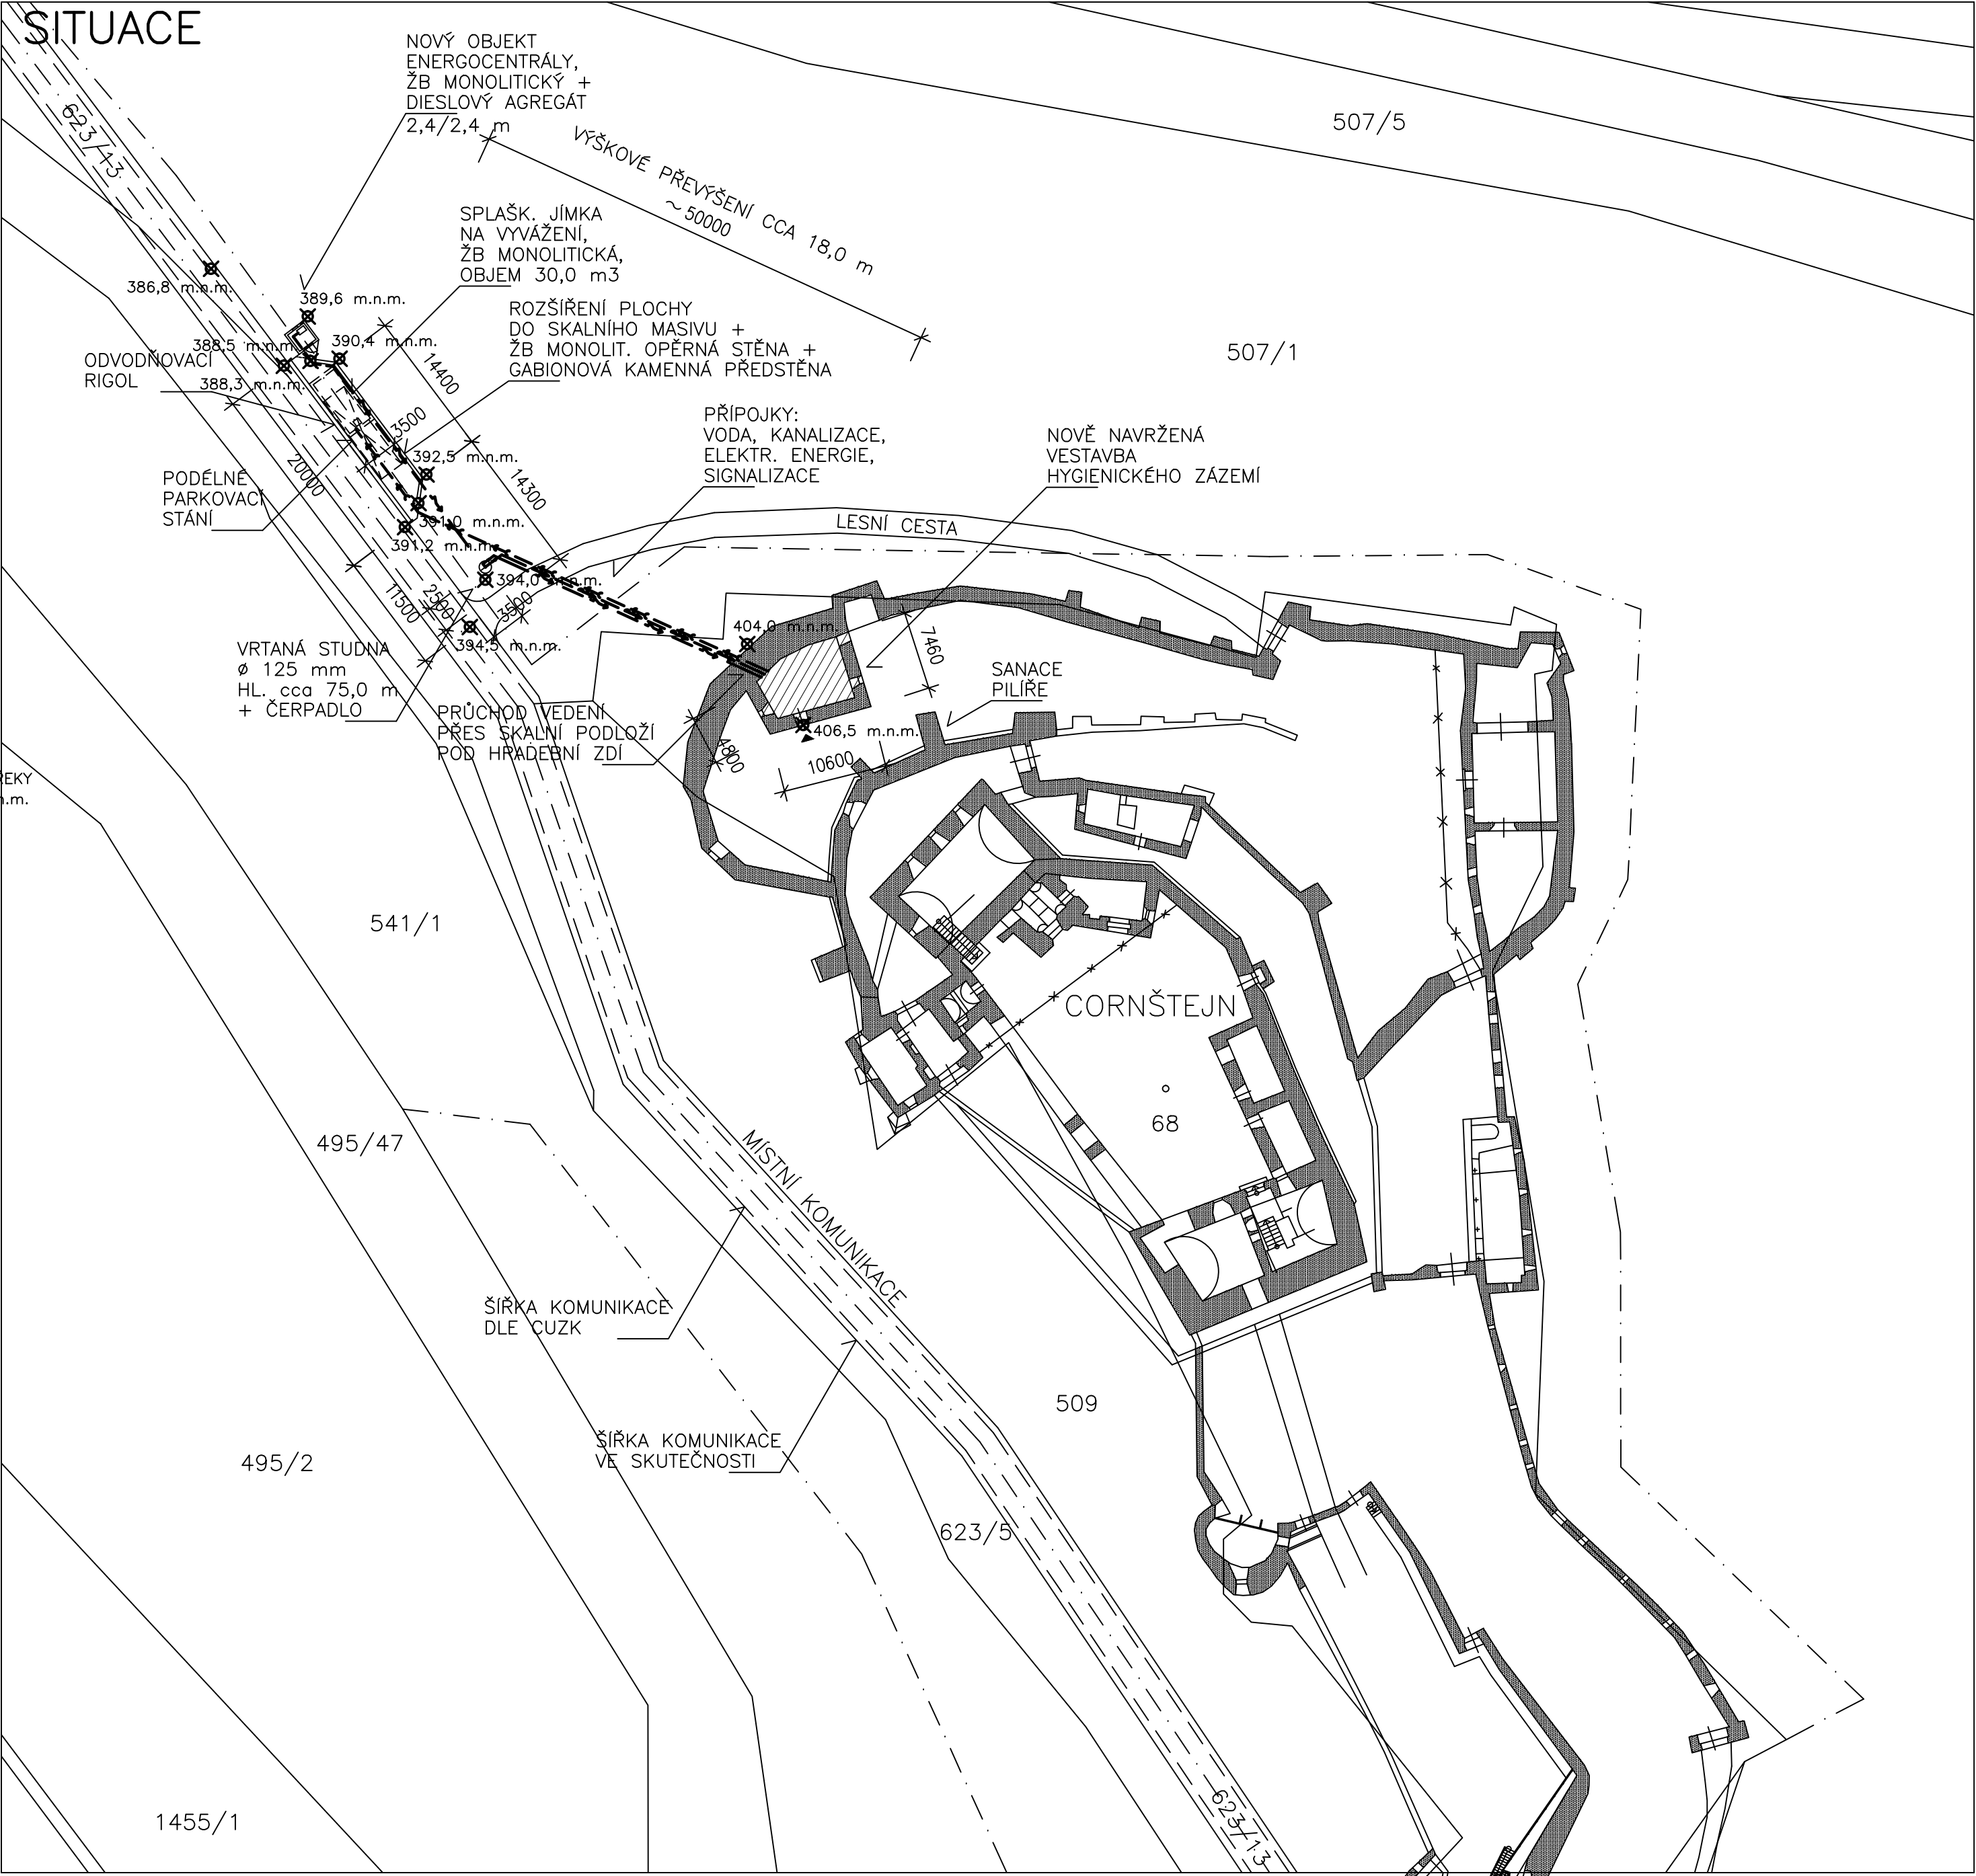 SITUACE
NOVÝ OBJEKT
ENERGOCENTRÁLY,
ŽB MONOLITICKÝ +
DIESLOVÝ AGREGÁT
2,4/2,4 m
623/13
VÝŠKOVÉ PŘEVÝŠENÍ CCA 18,0 m
~ 50000
507/5
SPLAŠK. JÍMKA
NA VYVÁŽENÍ,
ŽB MONOLITICKÁ,
OBJEM 30,0 m3
386,8 m.n.m.
389,6 m.n.m.
ROZŠÍŘENÍ PLOCHY
DO SKALNÍHO MASIVU +
ŽB MONOLIT. OPĚRNÁ STĚNA +
GABIONOVÁ KAMENNÁ PŘEDSTĚNA
388,5 m.n.m.
390,4 m.n.m.
507/1
ODVODŇOVACÍ
RIGOL
388,3 m.n.m.
14400
3500
PŘÍPOJKY:
VODA, KANALIZACE,
ELEKTR. ENERGIE,
SIGNALIZACE
NOVĚ NAVRŽENÁ
VESTAVBA
HYGIENICKÉHO ZÁZEMÍ
392,5 m.n.m.
20000
14300
PODÉLNÉ
PARKOVACÍ
STÁNÍ
391,0 m.n.m.
391,2 m.n.m.
LESNÍ CESTA
394,0 m.n.m.
11500
2500
3500
394,5 m.n.m.
404,0 m.n.m.
7460
VRTANÁ STUDNA
ø 125 mm
HL. cca 75,0 m
+ ČERPADLO
SANACE
PILÍŘE
PRŮCHOD VEDENÍ
PŘES SKALNÍ PODLOŽÍ
POD HRADEBNÍ ZDÍ
406,5 m.n.m.
4800
10600
541/1
CORNŠTEJN
68
495/47
MÍSTNÍ KOMUNIKACE
ŠÍŘKA KOMUNIKACE
DLE CUZK
509
ŠÍŘKA KOMUNIKACE
VE SKUTEČNOSTI
495/2
623/5
1455/1
623/13